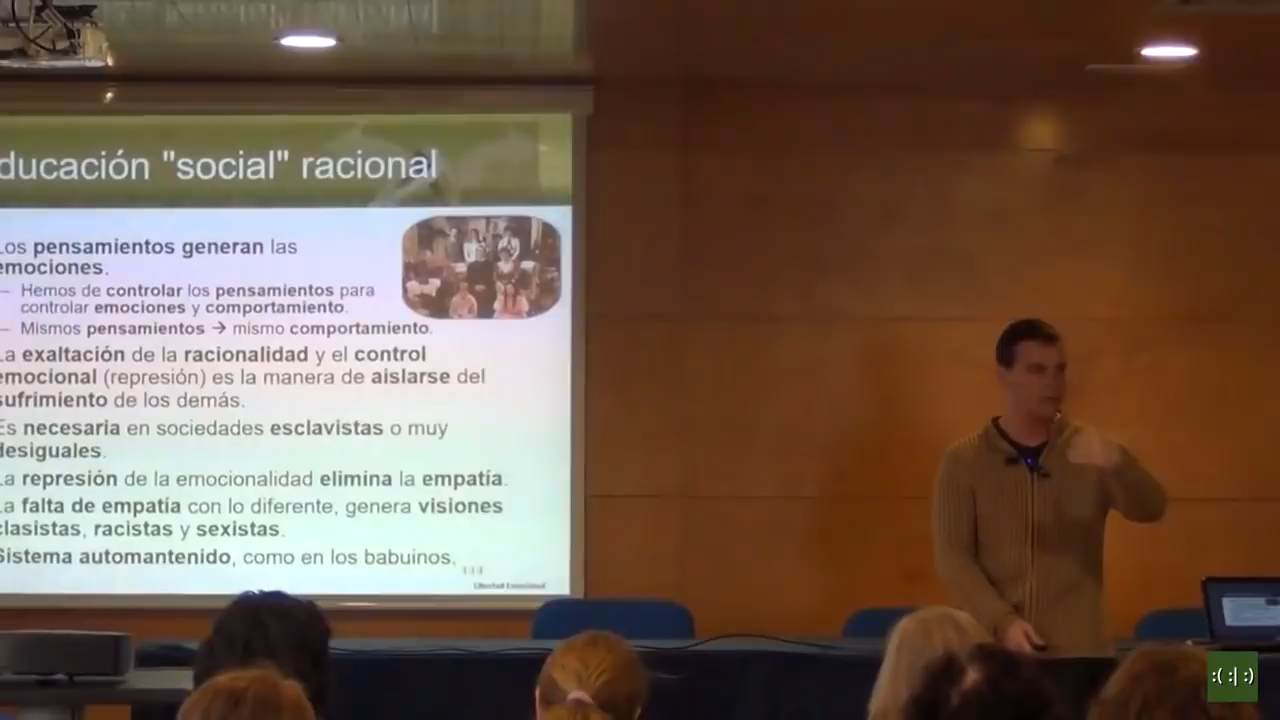 ducación "social" racional
Los pensamientos generan las
emociones.
– Hemos de controlar los pensamientos para
controlar emociones y comportamiento.
– Mismos pensamientos → mismo comportamiento.
La exaltación de la racionalidad y el control
emocional (represión) es la manera de aislarse del
sufrimiento de los demás.
Es necesaria en sociedades esclavistas o muy
desiguales.
La represión de la emocionalidad elimina la empatía.
La falta de empatía con lo diferente, genera visiones
clasistas, racistas y sexistas.
Sistema automantenido, como en los babuinos.
Libertad Emocional
:( :| :)